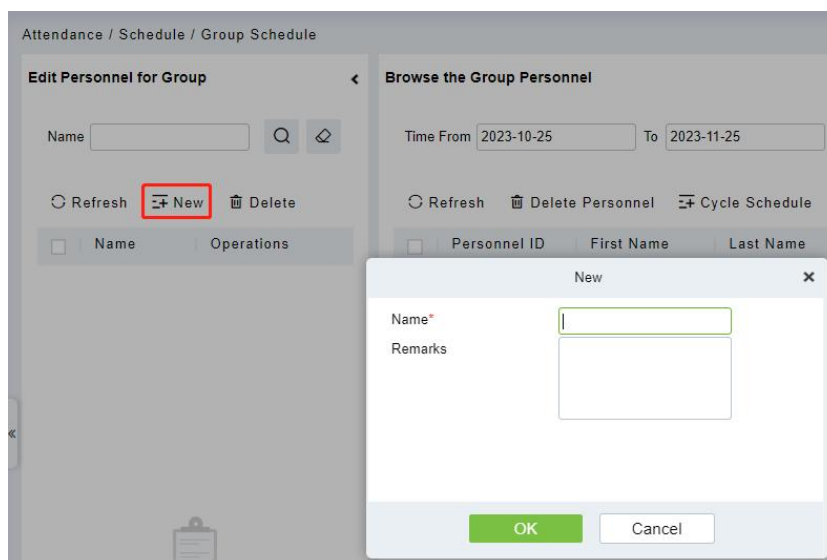 Attendance / Schedule / Group Schedule
Edit Personnel for Group
Browse the Group Personnel
Name
Time From 2023-10-25 To 2023-11-25
Refresh New Delete
Refresh Delete Personnel Cycle Schedule
Name Operations
Personnel ID First Name Last Name
New
Name*
Remarks
OK Cancel